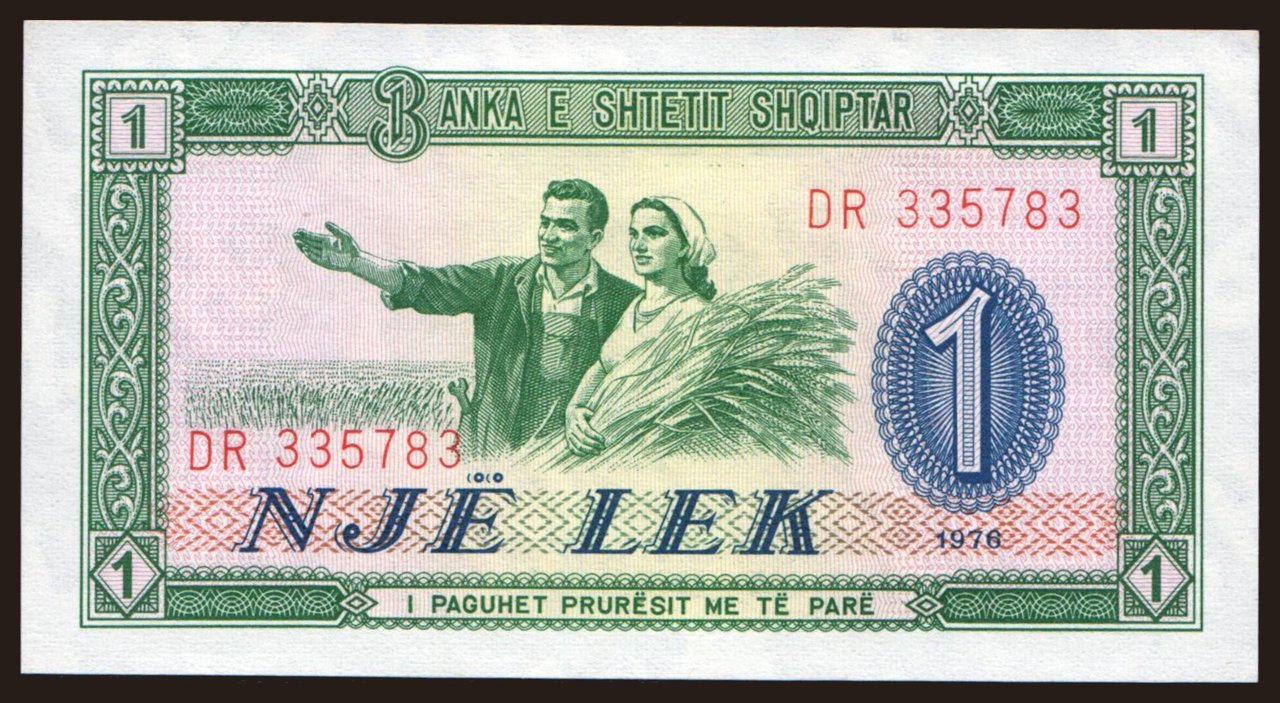 1
BANKA E SHTETIT SHQIPTAR
1
DR 335783
1
DR 335783
NJË LEK
1976
1
I PAGUHET PRURËSIT ME TË PARË
1